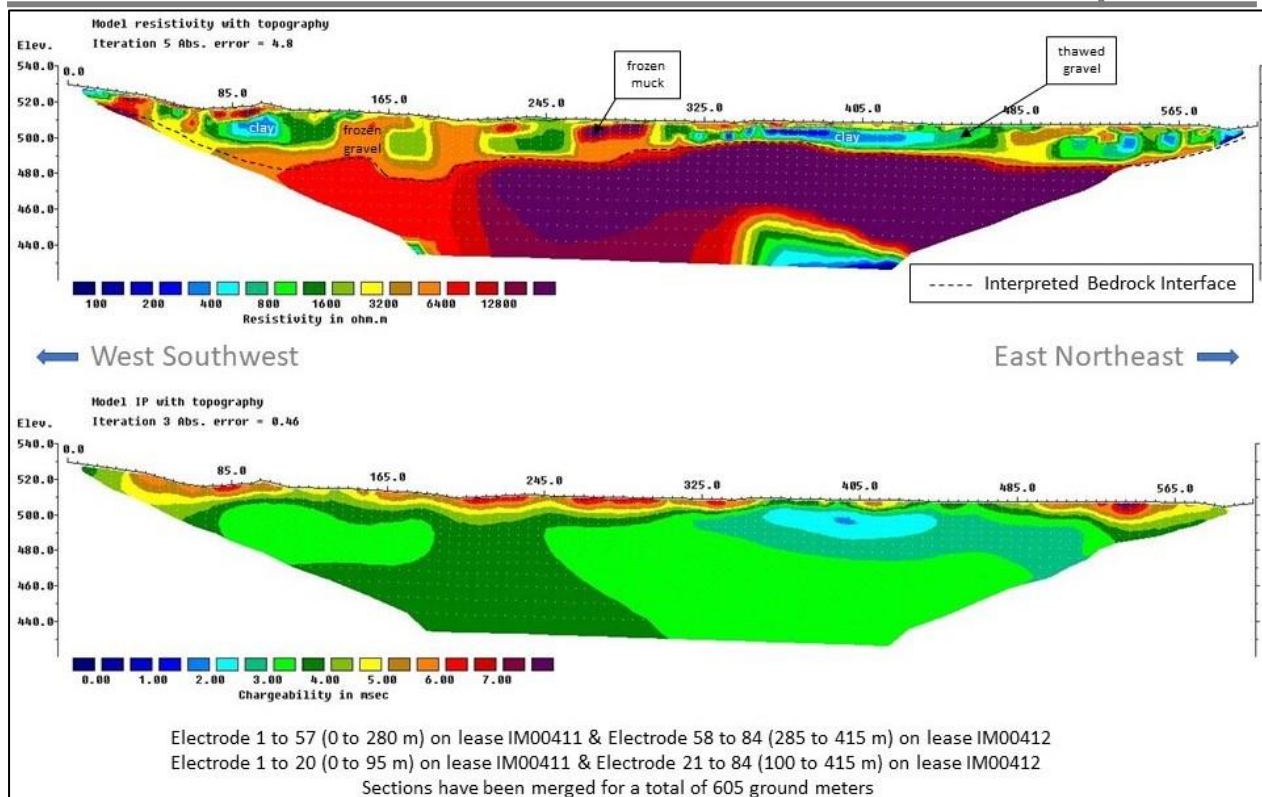 Model resistivity with topography
Iteration 5 Abs. error = 4.8
Elev.
540.0
520.0
500.0
480.0
460.0
440.0
0.0
85.0
165.0
245.0
325.0
405.0
485.0
565.0
frozen
muck
thawed
gravel
clay
frozen
gravel
clay
100 200 400 800 1600 3200 6400 12800
Resistivity in ohm.m
----- Interpreted Bedrock Interface
West Southwest
East Northeast
Model IP with topography
Iteration 3 Abs. error = 0.46
Elev.
540.0
520.0
500.0
480.0
460.0
440.0
0.0
85.0
165.0
245.0
325.0
405.0
485.0
565.0
0.00 1.00 2.00 3.00 4.00 5.00 6.00 7.00
Chargeability in msec
Electrode 1 to 57 (0 to 280 m) on lease IM00411 & Electrode 58 to 84 (285 to 415 m) on lease IM00412
Electrode 1 to 20 (0 to 95 m) on lease IM00411 & Electrode 21 to 84 (100 to 415 m) on lease IM00412
Sections have been merged for a total of 605 ground meters